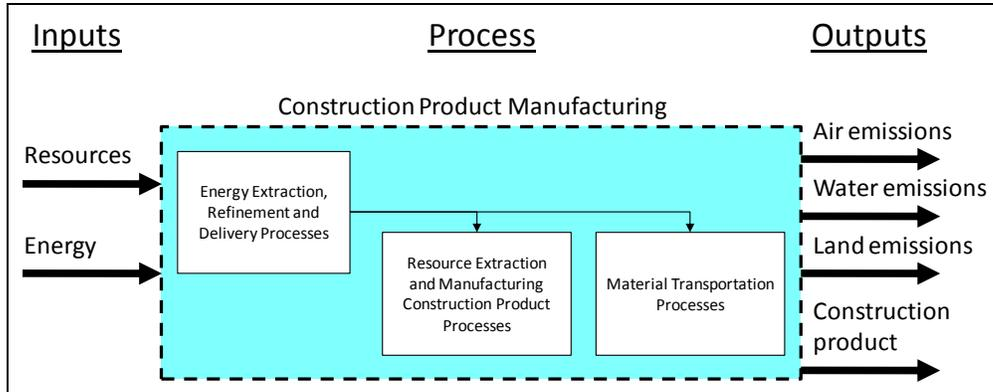 Inputs
Process
Outputs
Construction Product Manufacturing
Resources
Energy
Energy Extraction,
Refinement and
Delivery Processes
Resource Extraction
and Manufacturing
Construction Product
Processes
Material Transportation
Processes
Air emissions
Water emissions
Land emissions
Construction
product